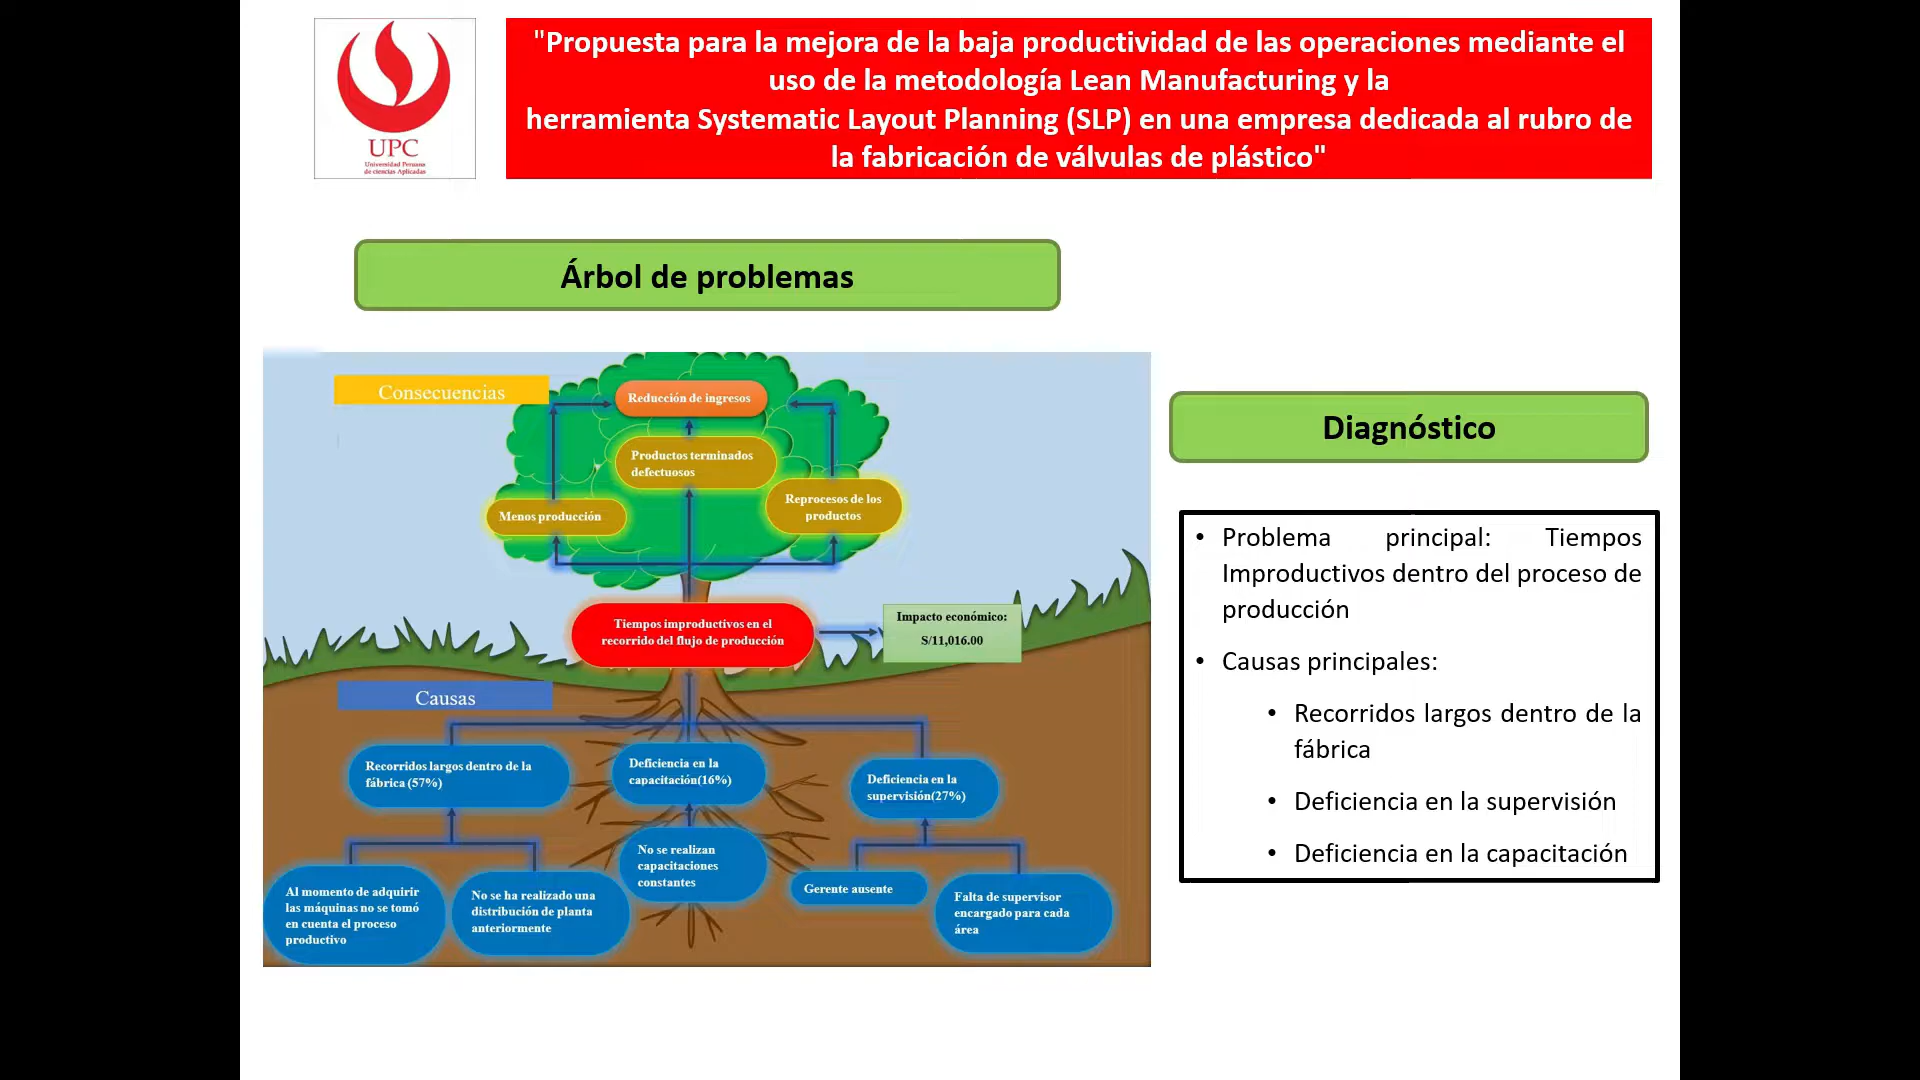 UPC
Universidad Peruana
de ciencias Aplicadas
"Propuesta para la mejora de la baja productividad de las operaciones mediante el
uso de la metodología Lean Manufacturing y la
herramienta Systematic Layout Planning (SLP) en una empresa dedicada al rubro de
la fabricación de válvulas de plástico"
Árbol de problemas
Consecuencias
Reducción de ingresos
Productos terminados
defectuosos
Menos producción
Reprocesos de los
productos
Tiempos improductivos en el
recorrido del flujo de producción
Impacto económico:
S/11,016.00
Causas
Recorridos largos dentro de la
fábrica (57%)
Deficiencia en la
capacitación(16%)
Deficiencia en la
supervisión(27%)
Al momento de adquirir
las máquinas no se tomó
en cuenta el proceso
productivo
No se ha realizado una
distribución de planta
anteriormente
No se realizan
capacitaciones
constantes
Gerente ausente
Falta de supervisor
encargado para cada
área
Diagnóstico
• Problema principal: Tiempos
Improductivos dentro del proceso de
producción
• Causas principales:
• Recorridos largos dentro de la
fábrica
• Deficiencia en la supervisión
• Deficiencia en la capacitación